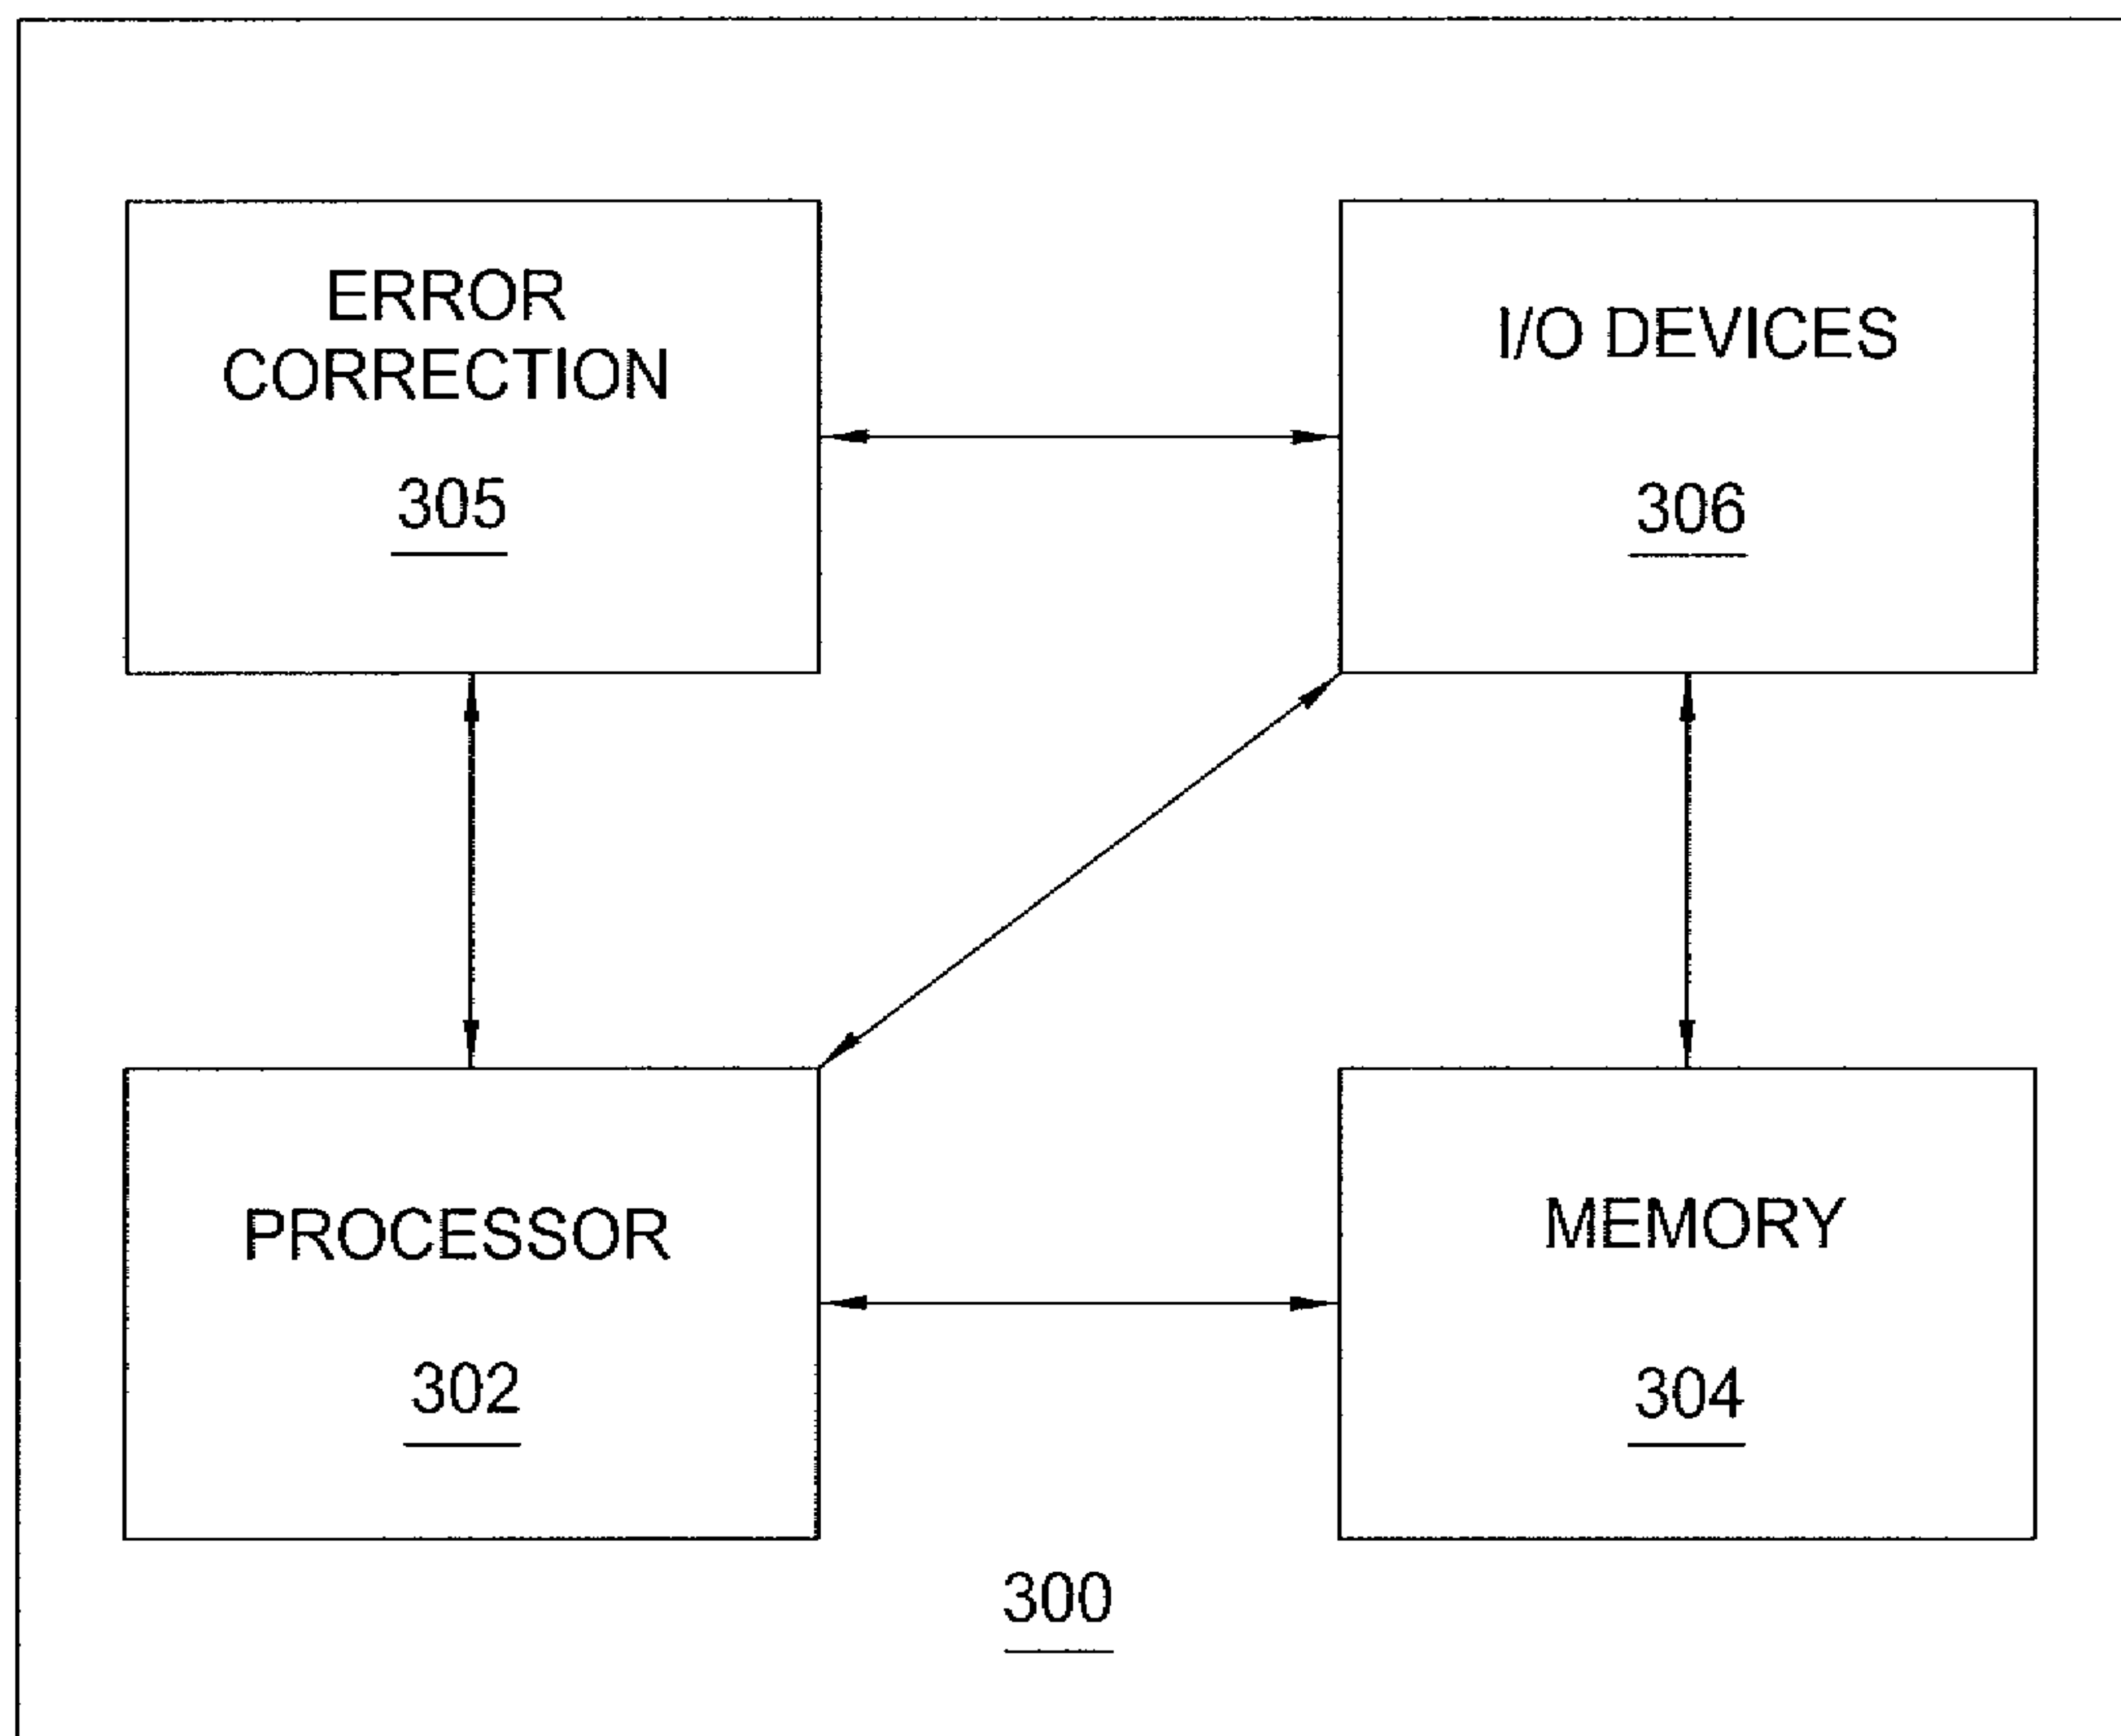 ERROR
CORRECTION
305
I/O DEVICES
306
PROCESSOR
302
MEMORY
304
300